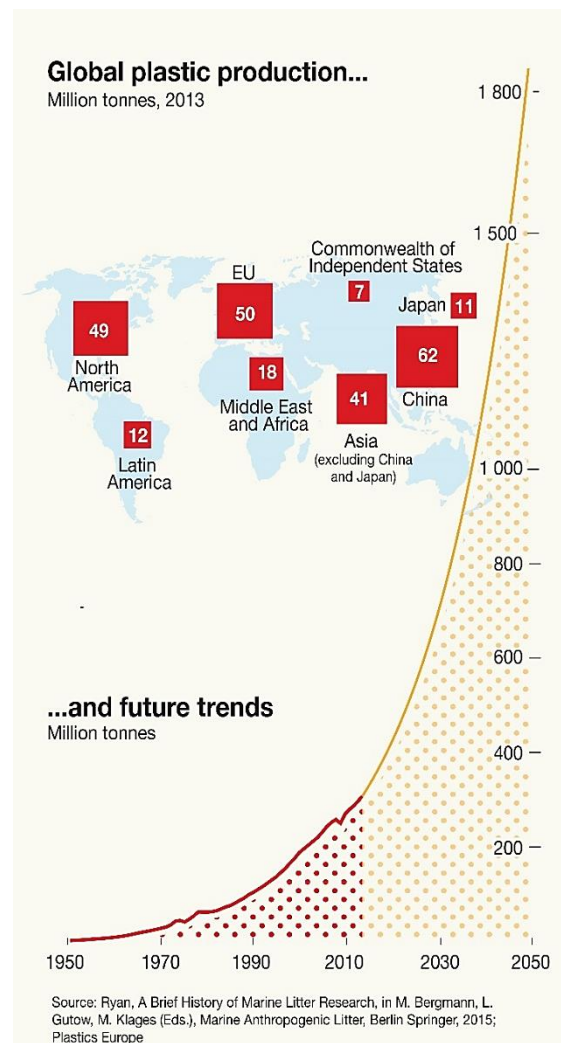 Global plastic production...
Million tonnes, 2013
1 800
1 500
Commonwealth of
Independent States
7
EU
50
Japan
11
49
North
America
18
Middle East
and Africa
62
China
41
Asia
(excluding China
and Japan)
12
Latin
America
1 000
800
600
...and future trends
Million tonnes
400
200
1950
1970
1990
2010
2030
2050
Source: Ryan, A Brief History of Marine Litter Research, in M. Bergmann, L.
Gutow, M. Klages (Eds.), Marine Anthropogenic Litter, Berlin Springer, 2015;
Plastics Europe